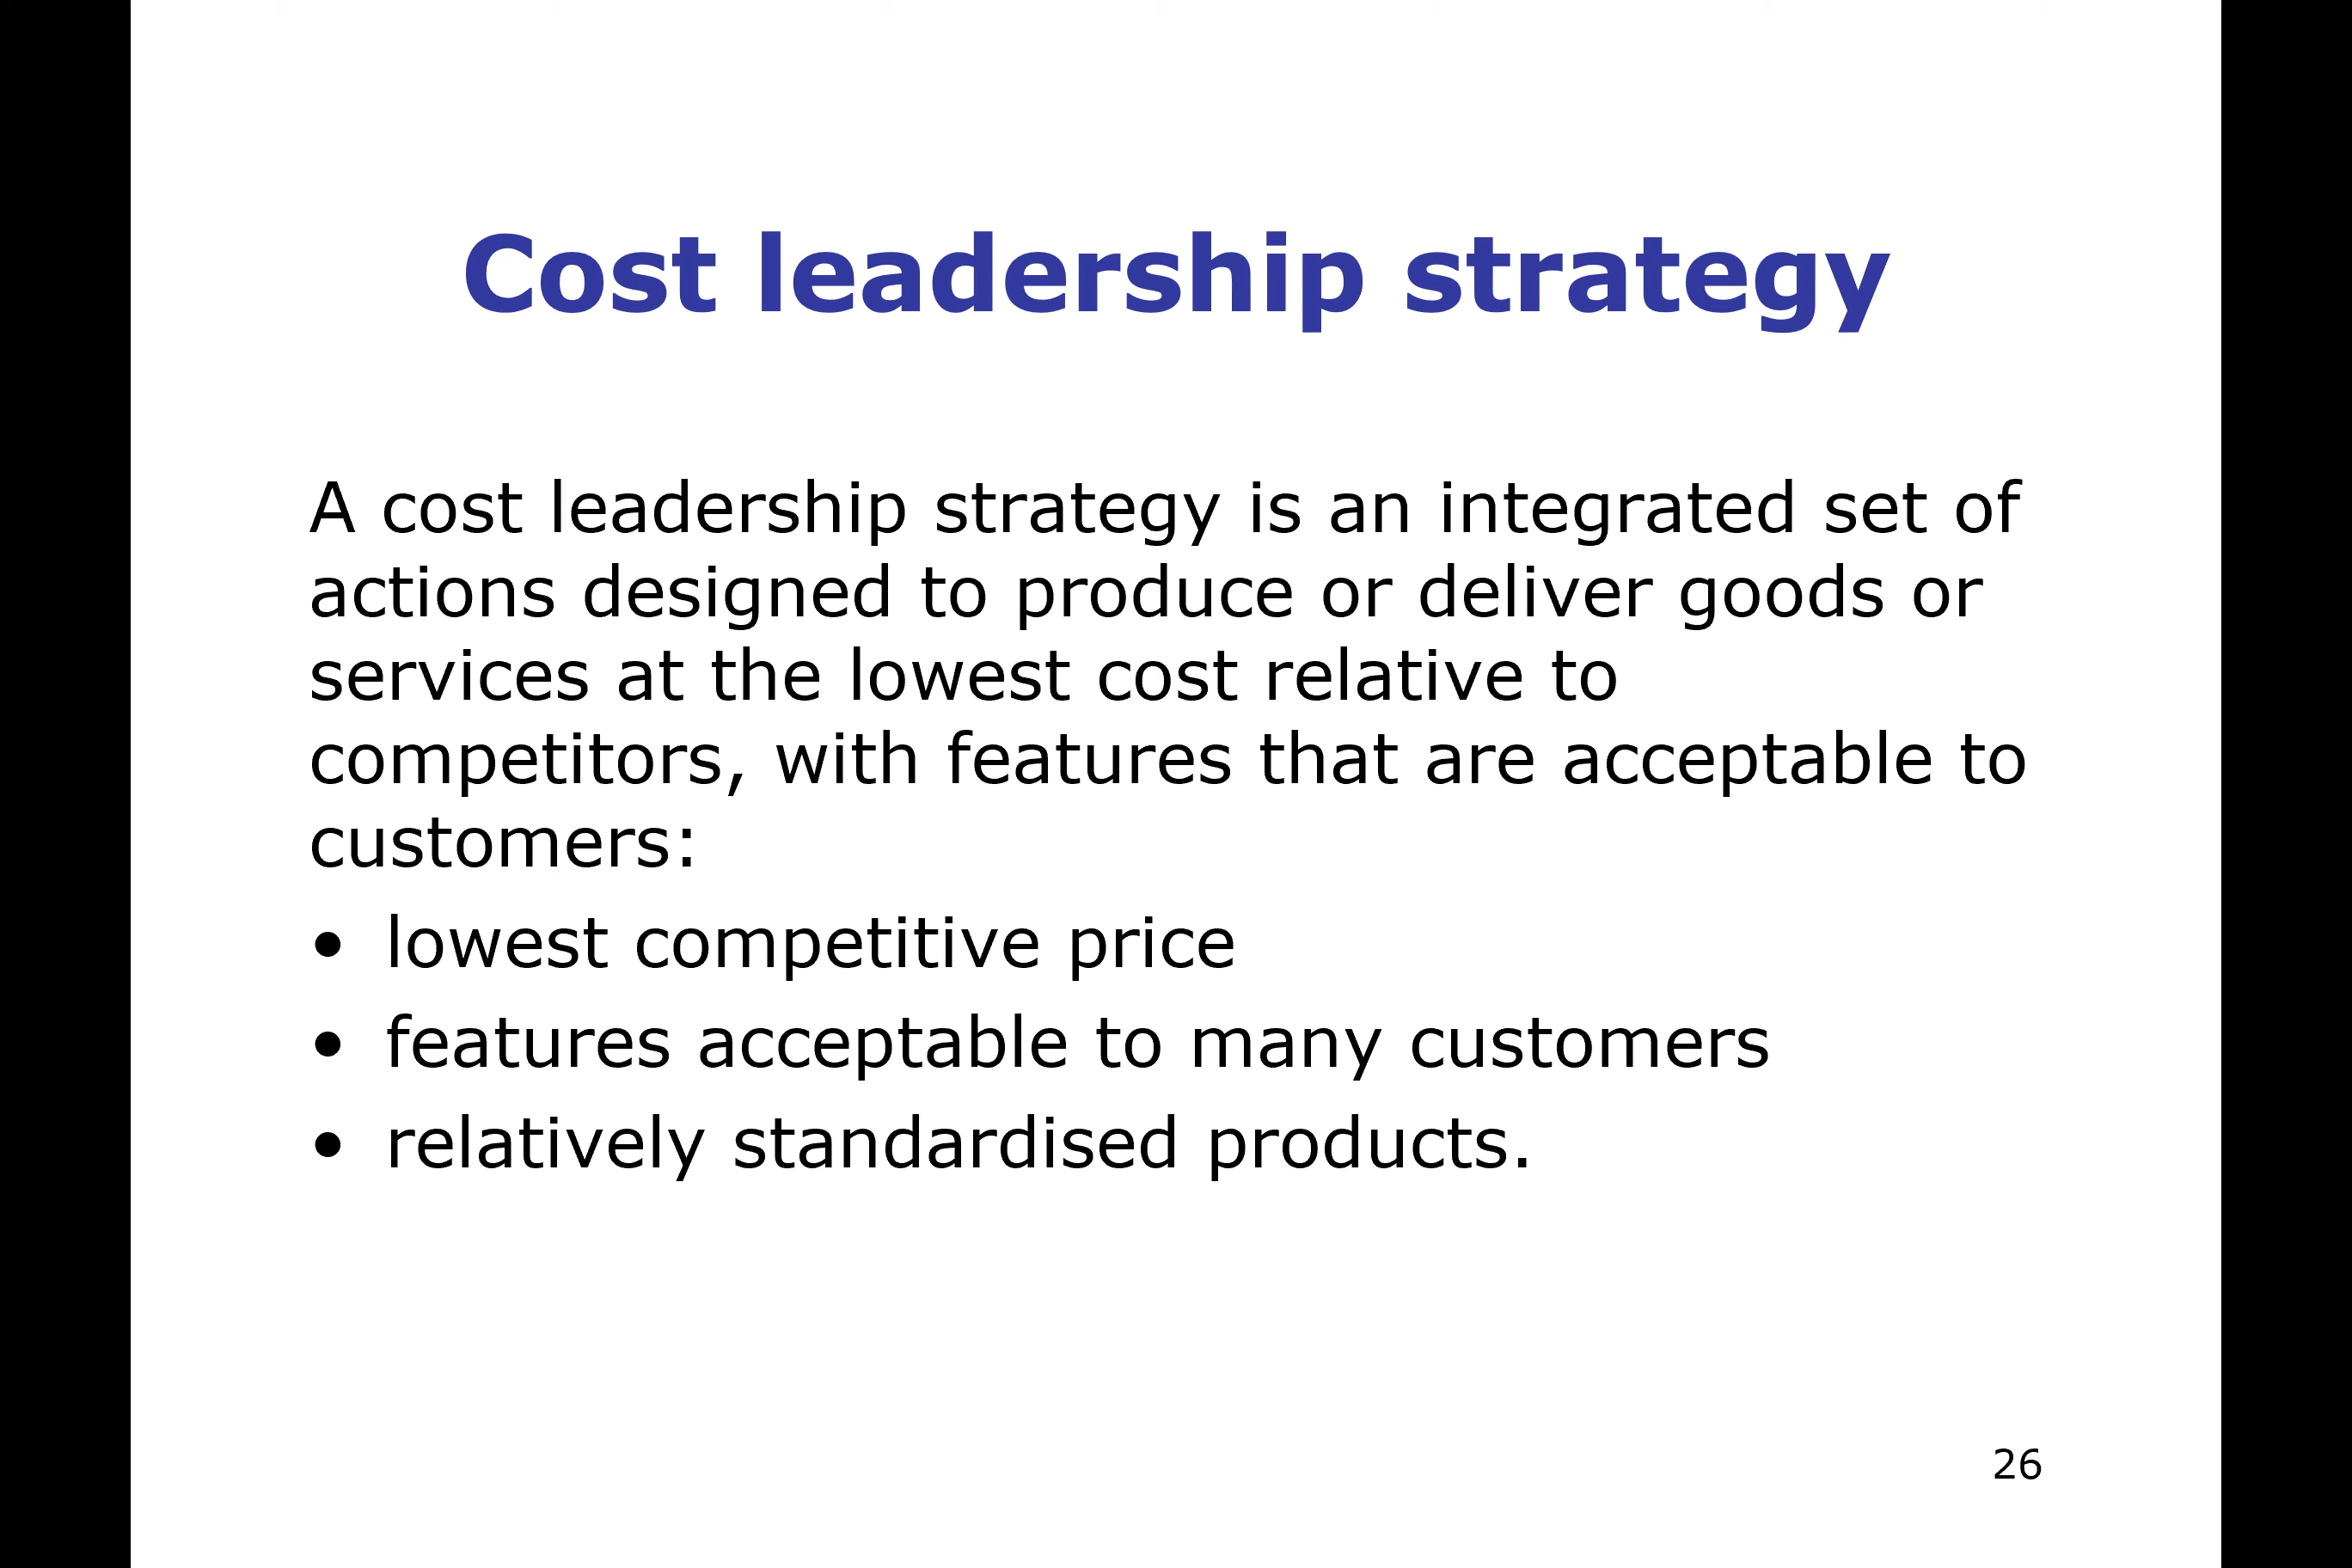 Cost leadership strategy
A cost leadership strategy is an integrated set of
actions designed to produce or deliver goods or
services at the lowest cost relative to
competitors, with features that are acceptable to
customers:
• lowest competitive price
• features acceptable to many customers
• relatively standardised products.
26